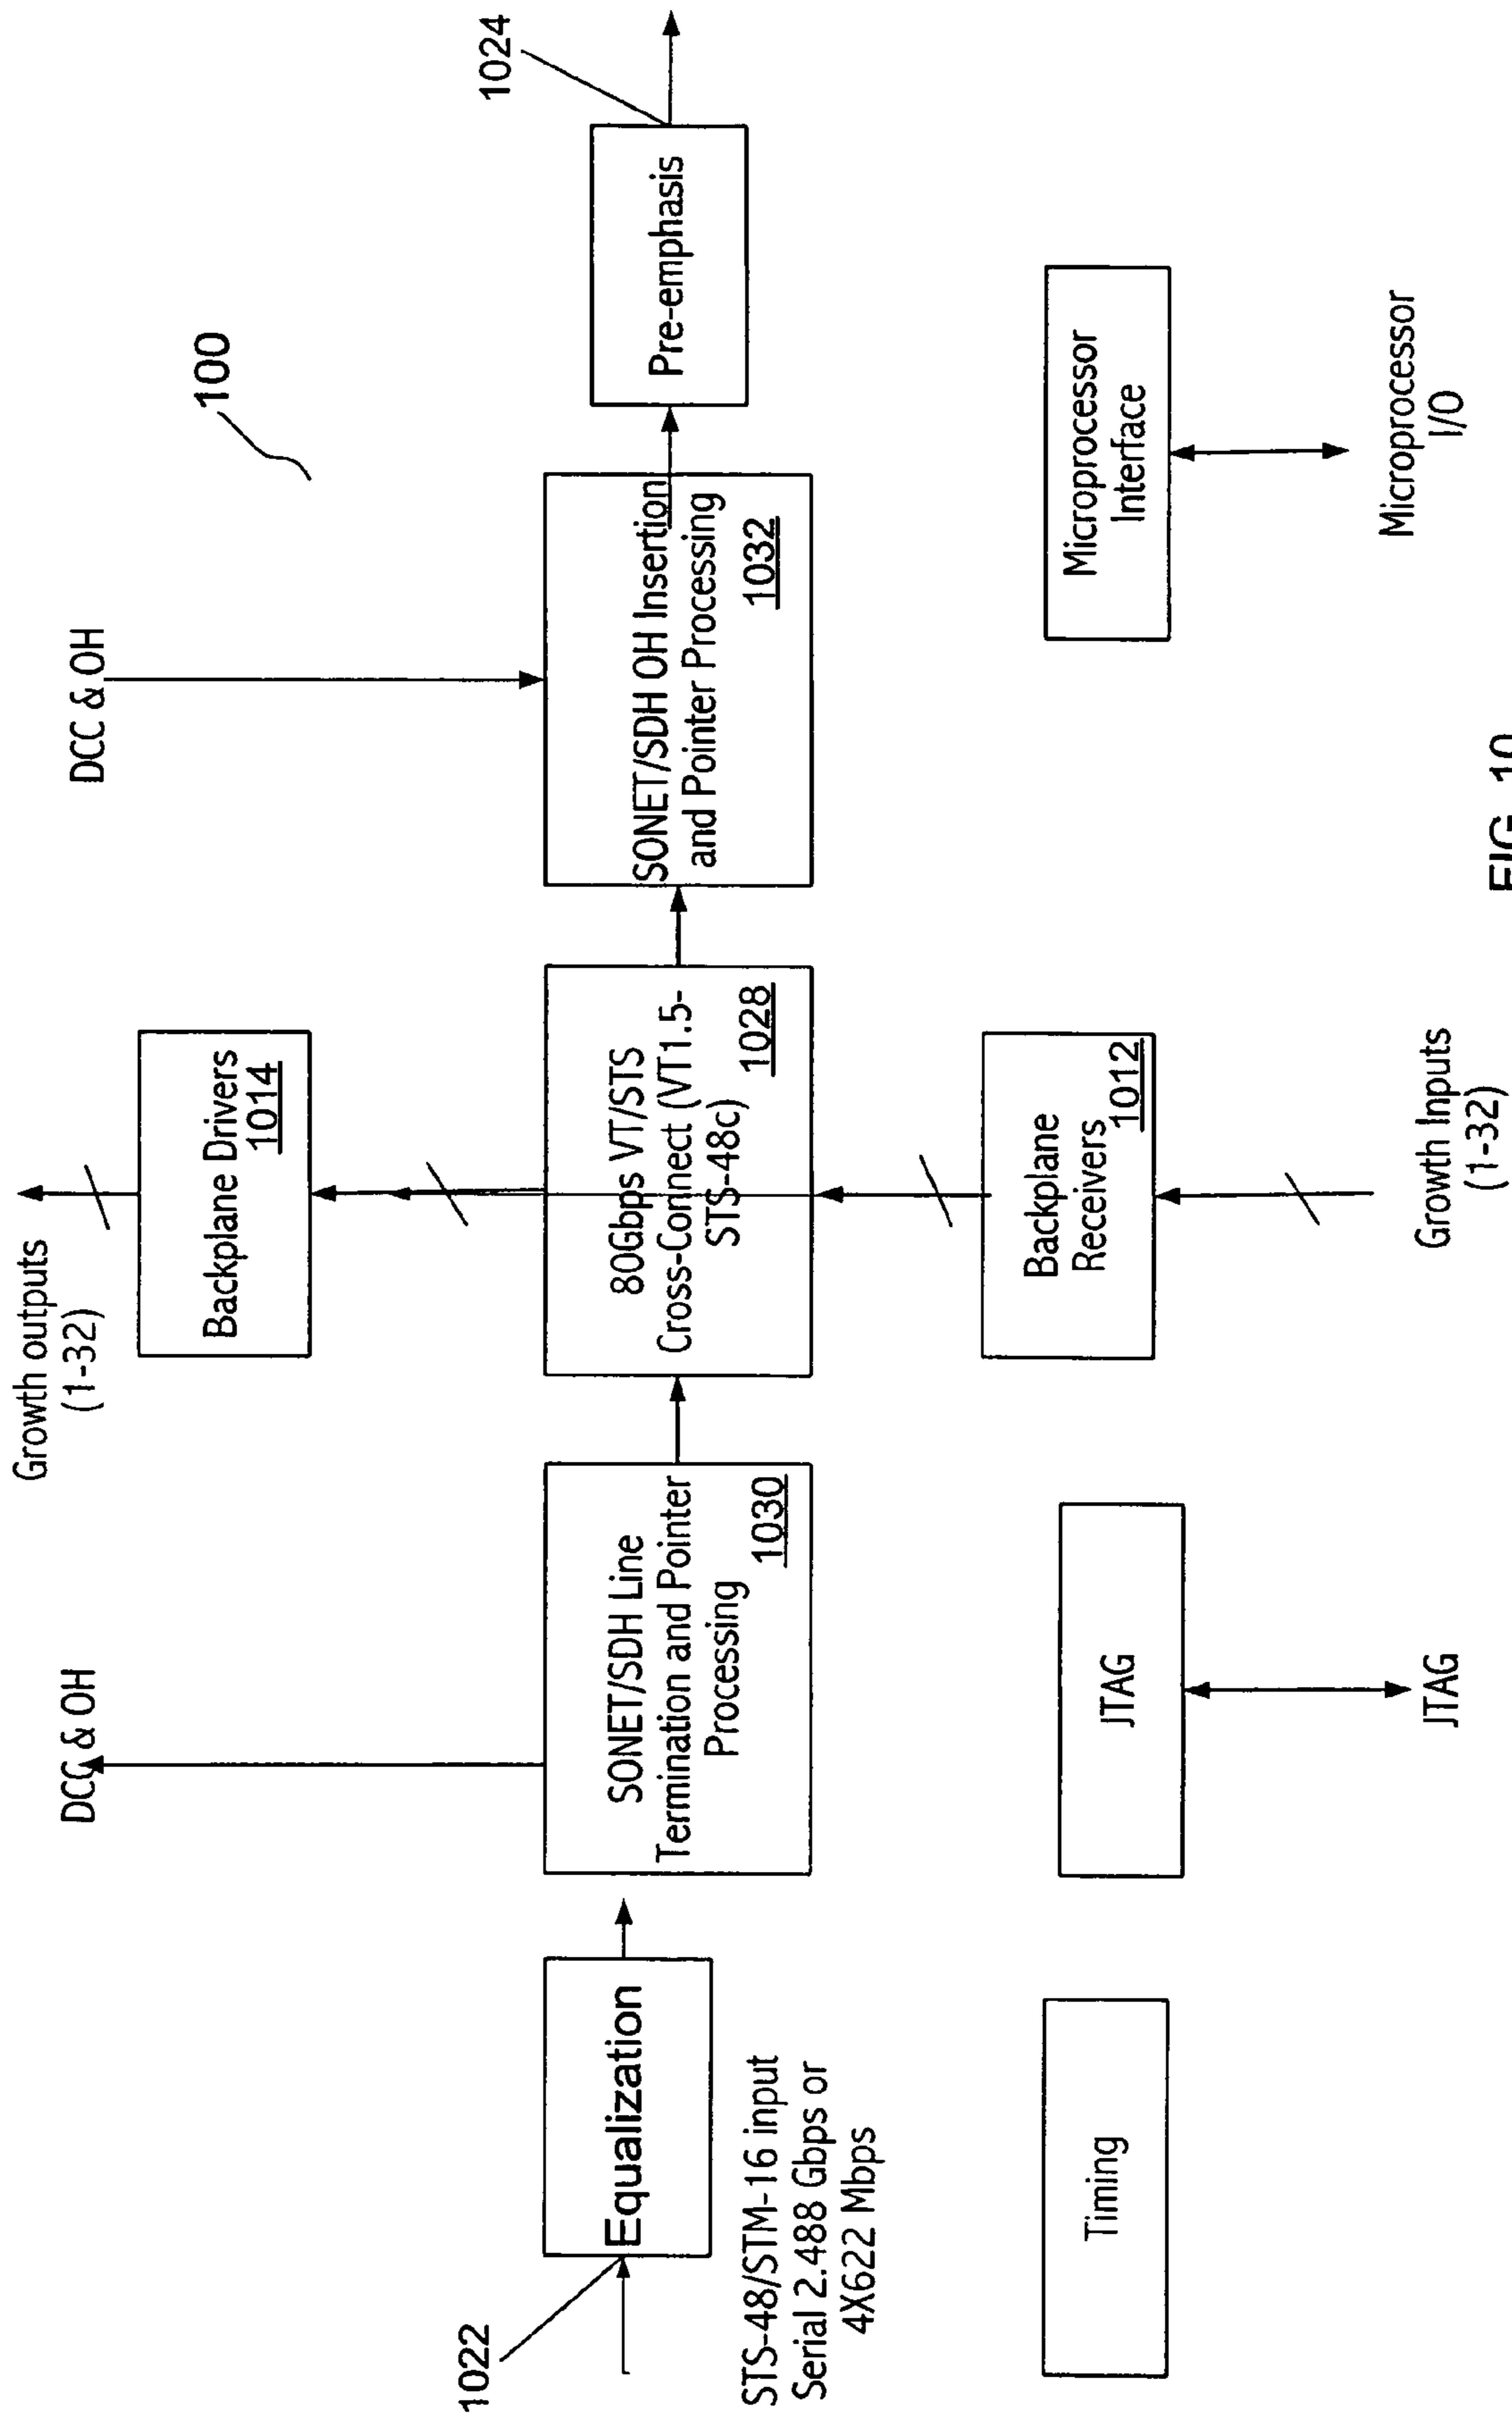 Growth outputs
(1-32)
DCC & OH
DCC & OH
100
1024
Backplane Drivers
1014
1022
Equalization
STS-48/STM-16 input
Serial 2.488 Gbps or
4X622 Mbps
SONET/SDH Line
Termination and Pointer
Processing
1030
80Gbps VT/STS
Cross-Connect (VT1.5-
STS-48c)
1028
SONET/SDH OH Insertion
and Pointer Processing
1032
Pre-emphasis
Backplane
Receivers
1012
Growth Inputs
(1-32)
Timing
JTAG
JTAG
Microprocessor
Interface
Microprocessor
I/O
FIG. 10